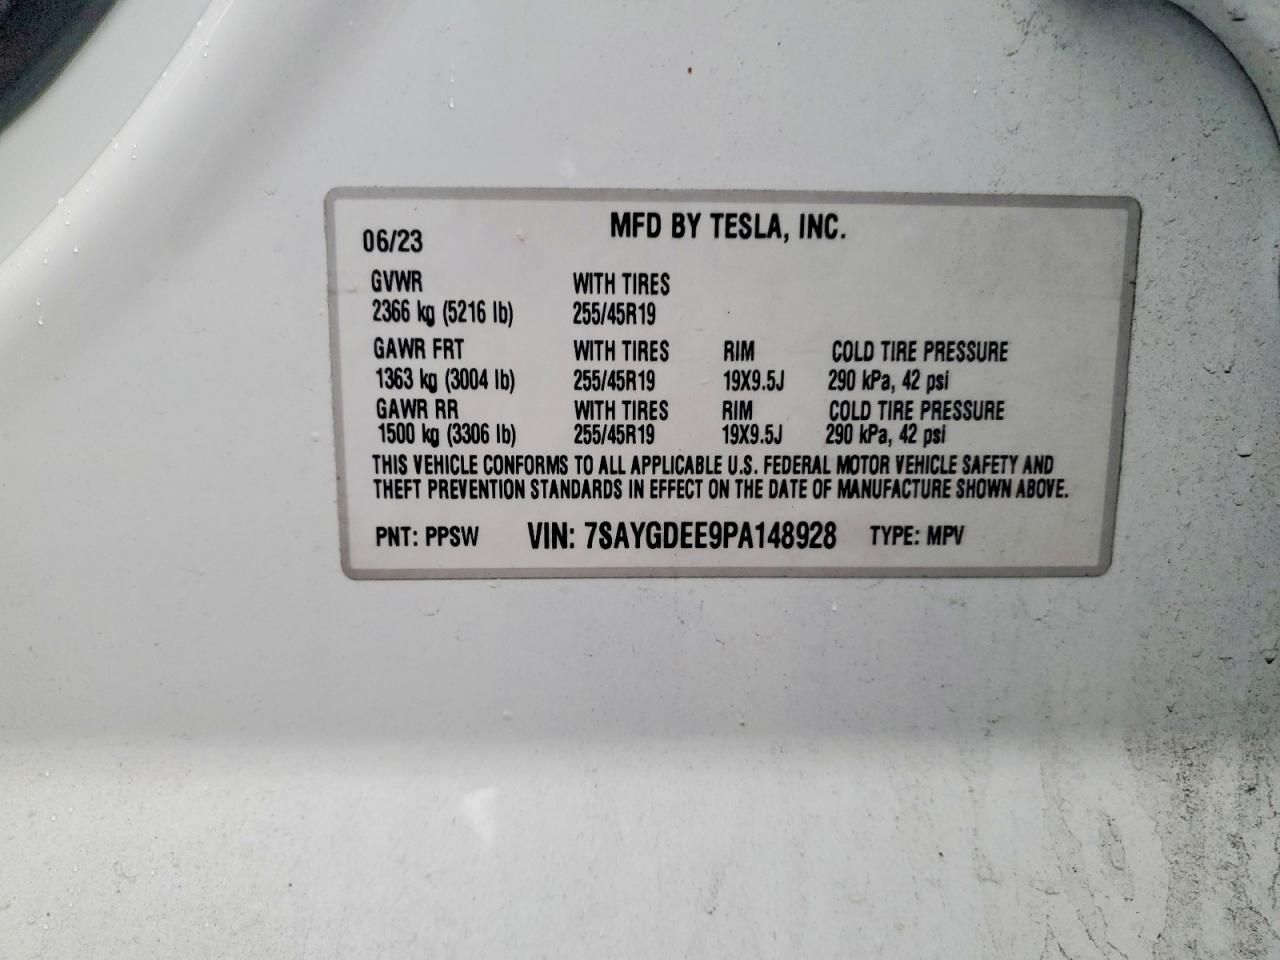 MFD BY TESLA, INC.
06/23
GVWR WITH TIRES
2366 kg (5216 lb) 255/45R19
GAWR FRT WITH TIRES RIM COLD TIRE PRESSURE
1363 kg (3004 lb) 255/45R19 19X9.5J 290 kPa, 42 psi
GAWR RR WITH TIRES RIM COLD TIRE PRESSURE
1500 kg (3306 lb) 255/45R19 19X9.5J 290 kPa, 42 psi
THIS VEHICLE CONFORMS TO ALL APPLICABLE U.S. FEDERAL MOTOR VEHICLE SAFETY AND
THEFT PREVENTION STANDARDS IN EFFECT ON THE DATE OF MANUFACTURE SHOWN ABOVE.
PNT: PPSW VIN: 7SAYGDEE9PA148928 TYPE: MPV